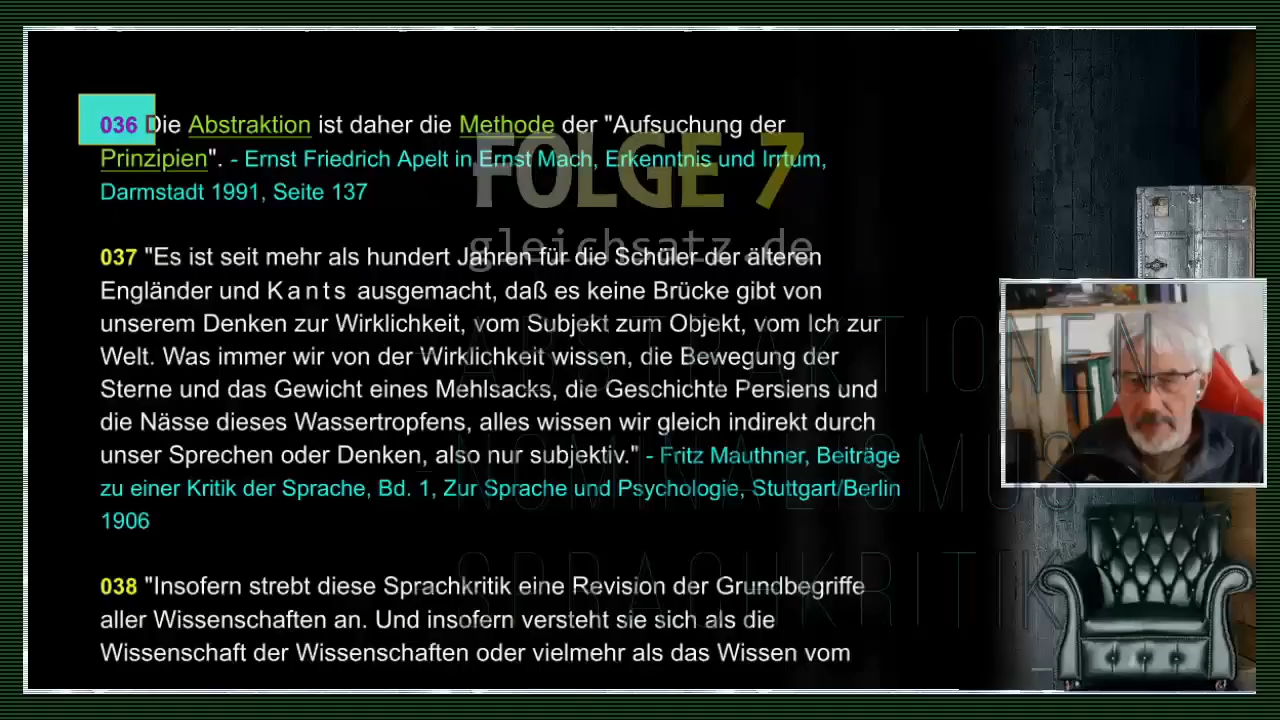 036 Die Abstraktion ist daher die Methode der "Aufsuchung der
Prinzipien". - Ernst Friedrich Apelt in Ernst Mach, Erkenntnis und Irrtum,
Darmstadt 1991, Seite 137
FOLGE 7
gleichsatz.de
037 "Es ist seit mehr als hundert Jahren für die Schüler der älteren
Engländer und Kants ausgemacht, daß es keine Brücke gibt von
unserem Denken zur Wirklichkeit, vom Subjekt zum Objekt, vom Ich zur
Welt. Was immer wir von der Wirklichkeit wissen, die Bewegung der
Sterne und das Gewicht eines Mehlsacks, die Geschichte Persiens und
die Nässe dieses Wassertropfens, alles wissen wir gleich indirekt durch
unser Sprechen oder Denken, also nur subjektiv." - Fritz Mauthner, Beiträge
zu einer Kritik der Sprache, Bd. 1, Zur Sprache und Psychologie, Stuttgart/Berlin
1906
ABSTRAKTIONEN
NOMINALISMUS
SPRACHKRITIK
038 "Insofern strebt diese Sprachkritik eine Revision der Grundbegriffe
aller Wissenschaften an. Und insofern versteht sie sich als die
Wissenschaft der Wissenschaften oder vielmehr als das Wissen vom